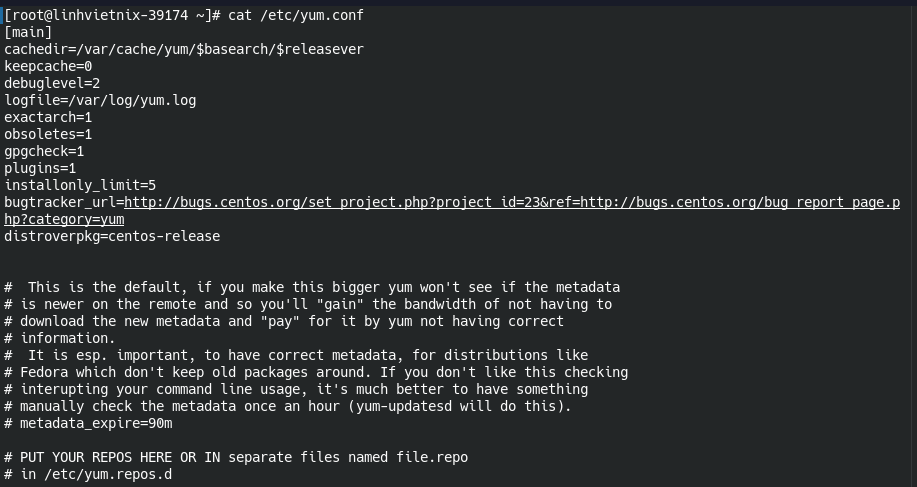 [root@linhvietnix-39174 ~]# cat /etc/yum.conf
[main]
cachedir=/var/cache/yum/$basearch/$releasever
keepcache=0
debuglevel=2
logfile=/var/log/yum.log
exactarch=1
obsoletes=1
gpgcheck=1
plugins=1
installonly_limit=5
bugtracker_url=http://bugs.centos.org/set_project.php?project_id=23&ref=http://bugs.centos.org/bug_report_page.p
hp?category=yum
distroverpkg=centos-release
#  This is the default, if you make this bigger yum won't see if the metadata
# is newer on the remote and so you'll "gain" the bandwidth of not having to
# download the new metadata and "pay" for it by yum not having correct
# information.
#  It is esp. important, to have correct metadata, for distributions like
# Fedora which don't keep old packages around. If you don't like this checking
# interupting your command line usage, it's much better to have something
# manually check the metadata once an hour (yum-updatesd will do this).
# metadata_expire=90m
# PUT YOUR REPOS HERE OR IN separate files named file.repo
# in /etc/yum.repos.d